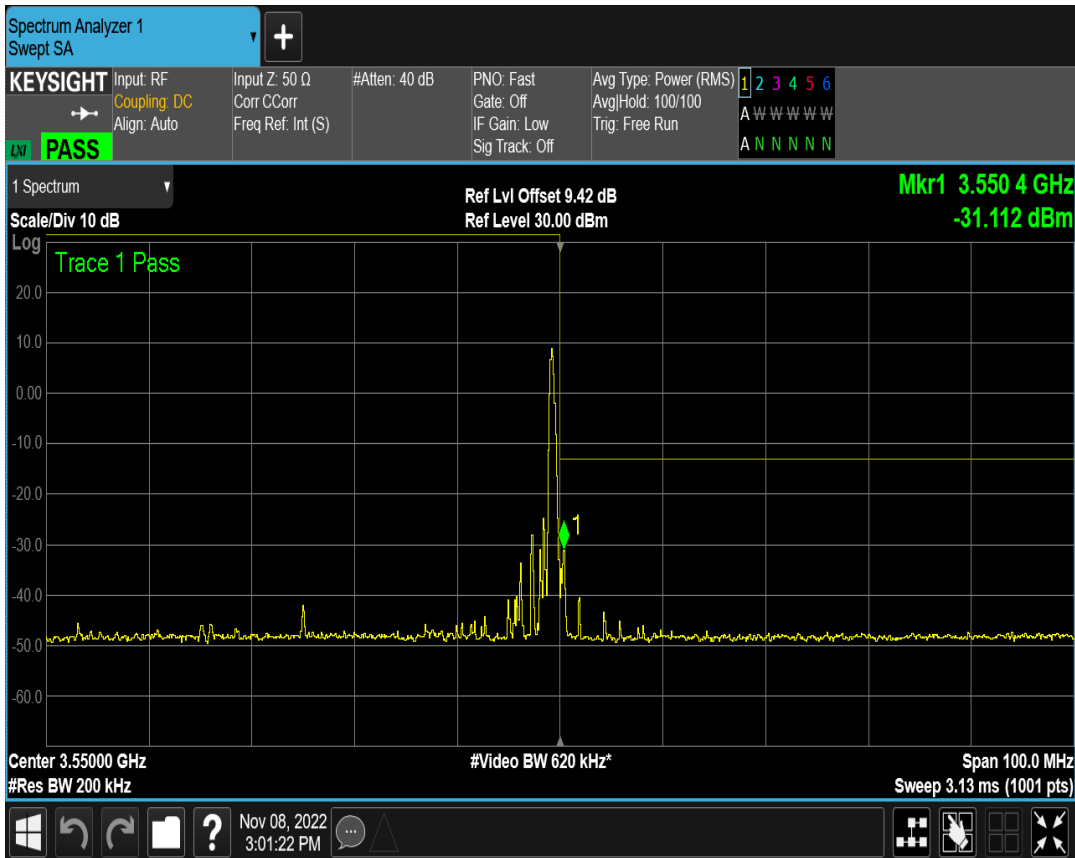 Spectrum Analyzer 1
Swept SA
+
KEYSIGHT
LXI PASS
Input: RF
Coupling: DC
Align: Auto
Input Z: 50 Ω
Corr CCorr
Freq Ref: Int (S)
#Atten: 40 dB
PNO: Fast
Gate: Off
IF Gain: Low
Sig Track: Off
Avg Type: Power (RMS)
Avg|Hold: 100/100
Trig: Free Run
1 2 3 4 5 6
A W W W W W
A N N N N N
1 Spectrum
Scale/Div 10 dB
Ref Lvl Offset 9.42 dB
Ref Level 30.00 dBm
Mkr1 3.550 4 GHz
-31.112 dBm
Log
Trace 1 Pass
20.0
10.0
0.00
-10.0
-20.0
1
-30.0
-40.0
-50.0
-60.0
Center 3.55000 GHz
#Res BW 200 kHz
#Video BW 620 kHz*
Span 100.0 MHz
Sweep 3.13 ms (1001 pts)
?
Nov 08, 2022
3:01:22 PM